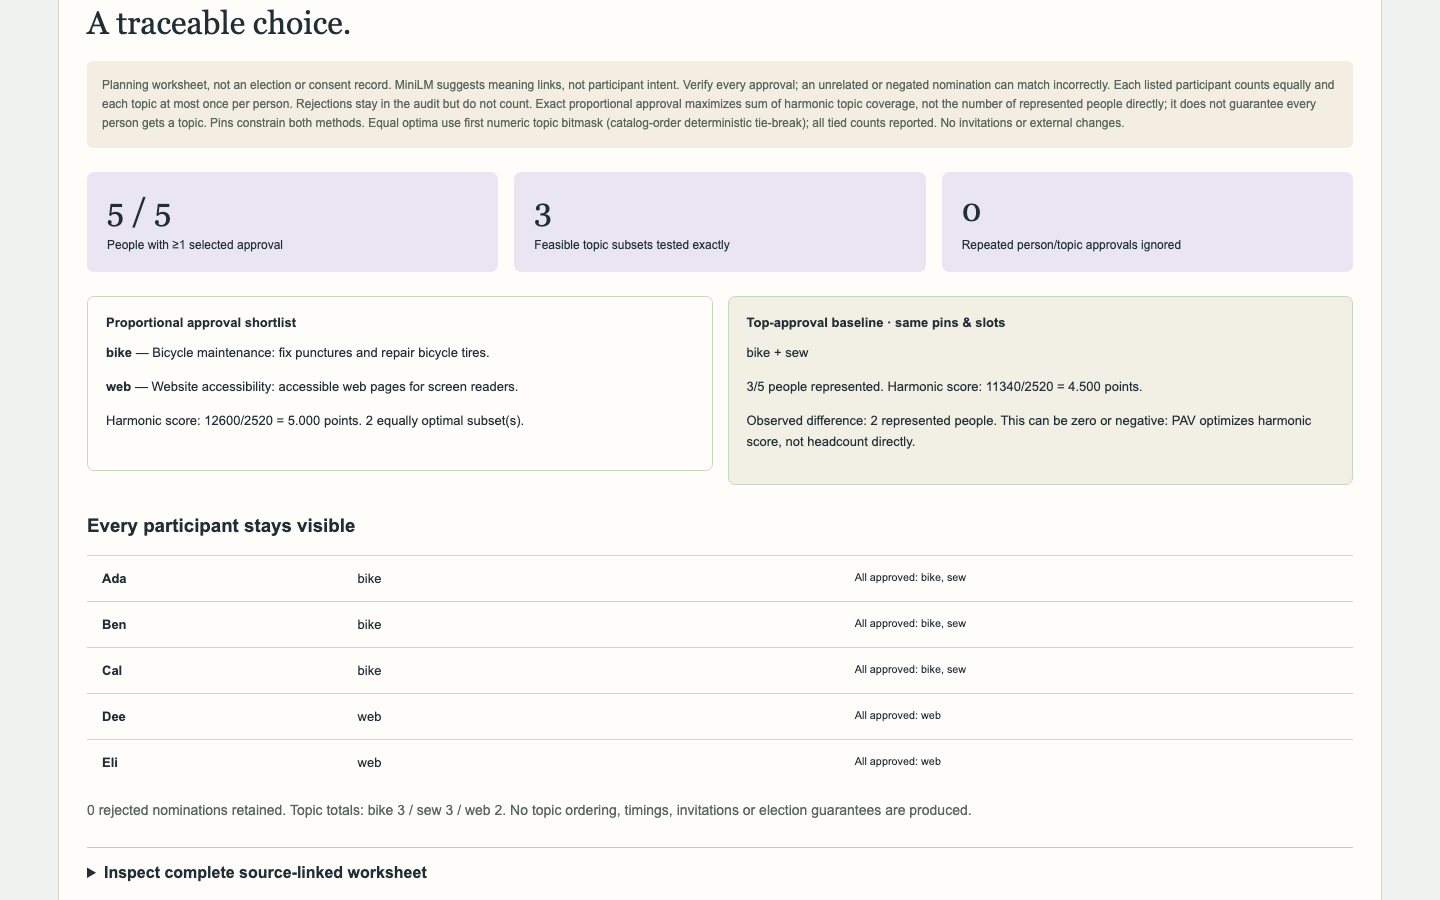 A traceable choice.
Planning worksheet, not an election or consent record. MiniLM suggests meaning links, not participant intent. Verify every approval; an unrelated or negated nomination can match incorrectly. Each listed participant counts equally and
each topic at most once per person. Rejections stay in the audit but do not count. Exact proportional approval maximizes sum of harmonic topic coverage, not the number of represented people directly; it does not guarantee every
person gets a topic. Pins constrain both methods. Equal optima use first numeric topic bitmask (catalog-order deterministic tie-break); all tied counts reported. No invitations or external changes.
5 / 5
People with ≥1 selected approval
3
Feasible topic subsets tested exactly
0
Repeated person/topic approvals ignored
Proportional approval shortlist
bike — Bicycle maintenance: fix punctures and repair bicycle tires.
web — Website accessibility: accessible web pages for screen readers.
Harmonic score: 12600/2520 = 5.000 points. 2 equally optimal subset(s).
Top-approval baseline · same pins & slots
bike + sew
3/5 people represented. Harmonic score: 11340/2520 = 4.500 points.
Observed difference: 2 represented people. This can be zero or negative: PAV optimizes harmonic
score, not headcount directly.
Every participant stays visible
Ada bike All approved: bike, sew
Ben bike All approved: bike, sew
Cal bike All approved: bike, sew
Dee web All approved: web
Eli web All approved: web
0 rejected nominations retained. Topic totals: bike 3 / sew 3 / web 2. No topic ordering, timings, invitations or election guarantees are produced.
Inspect complete source-linked worksheet